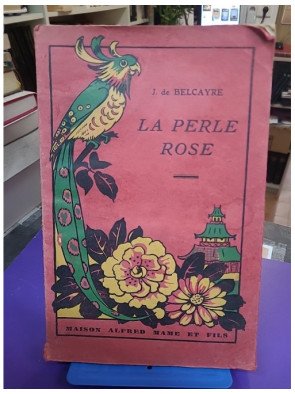 J. de BELCAYRE
LA PERLE
ROSE
MAISON ALFRED MAME ET FILS